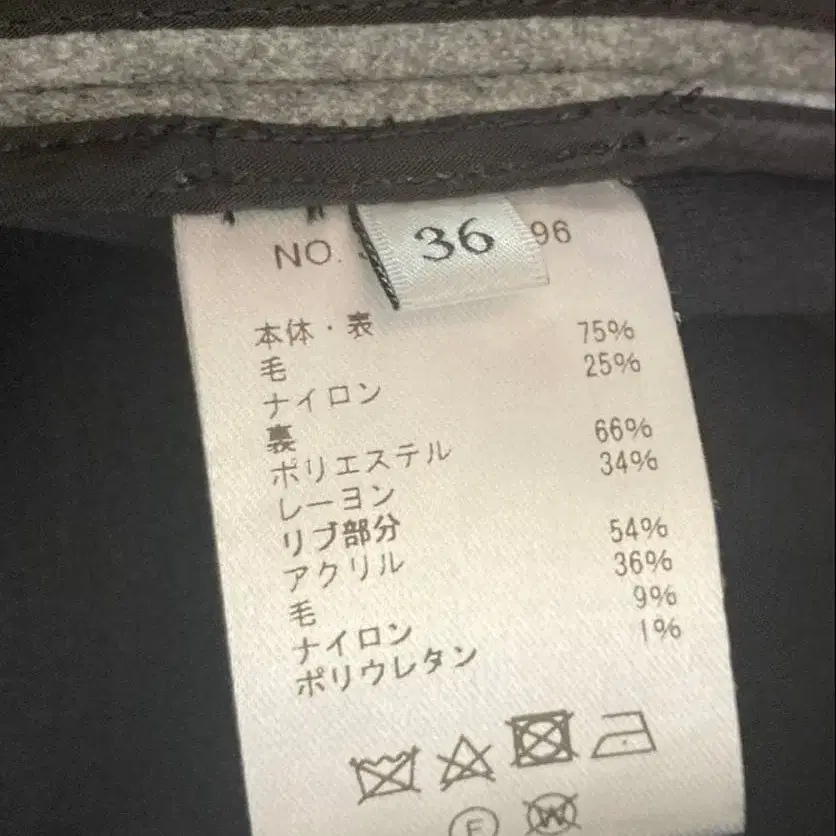 NO.
36
96
本体・表
毛 75%
ナイロン 25%
裏
ポリエステル 66%
レーヨン 34%
リブ部分
アクリル 54%
毛 36%
ナイロン 9%
ポリウレタン 1%
F
W